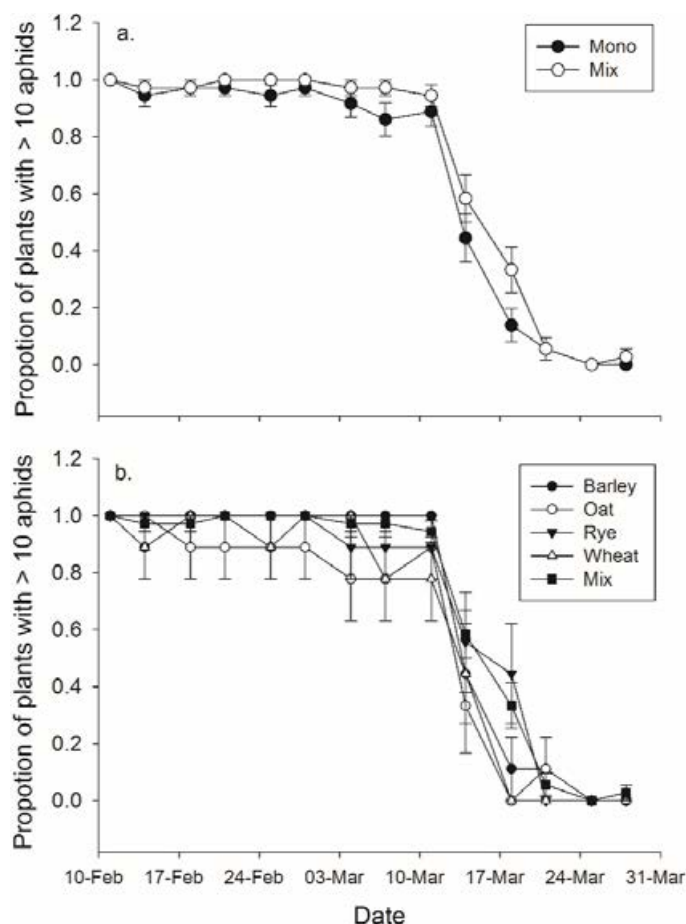 a.
Mono
Mix
1.2
1.0
0.8
0.6
0.4
0.2
0.0
Propotion of plants with > 10 aphids
b.
Barley
Oat
Rye
Wheat
Mix
1.2
1.0
0.8
0.6
0.4
0.2
0.0
Propotion of plants with > 10 aphids
10-Feb 17-Feb 24-Feb 03-Mar 10-Mar 17-Mar 24-Mar 31-Mar
Date